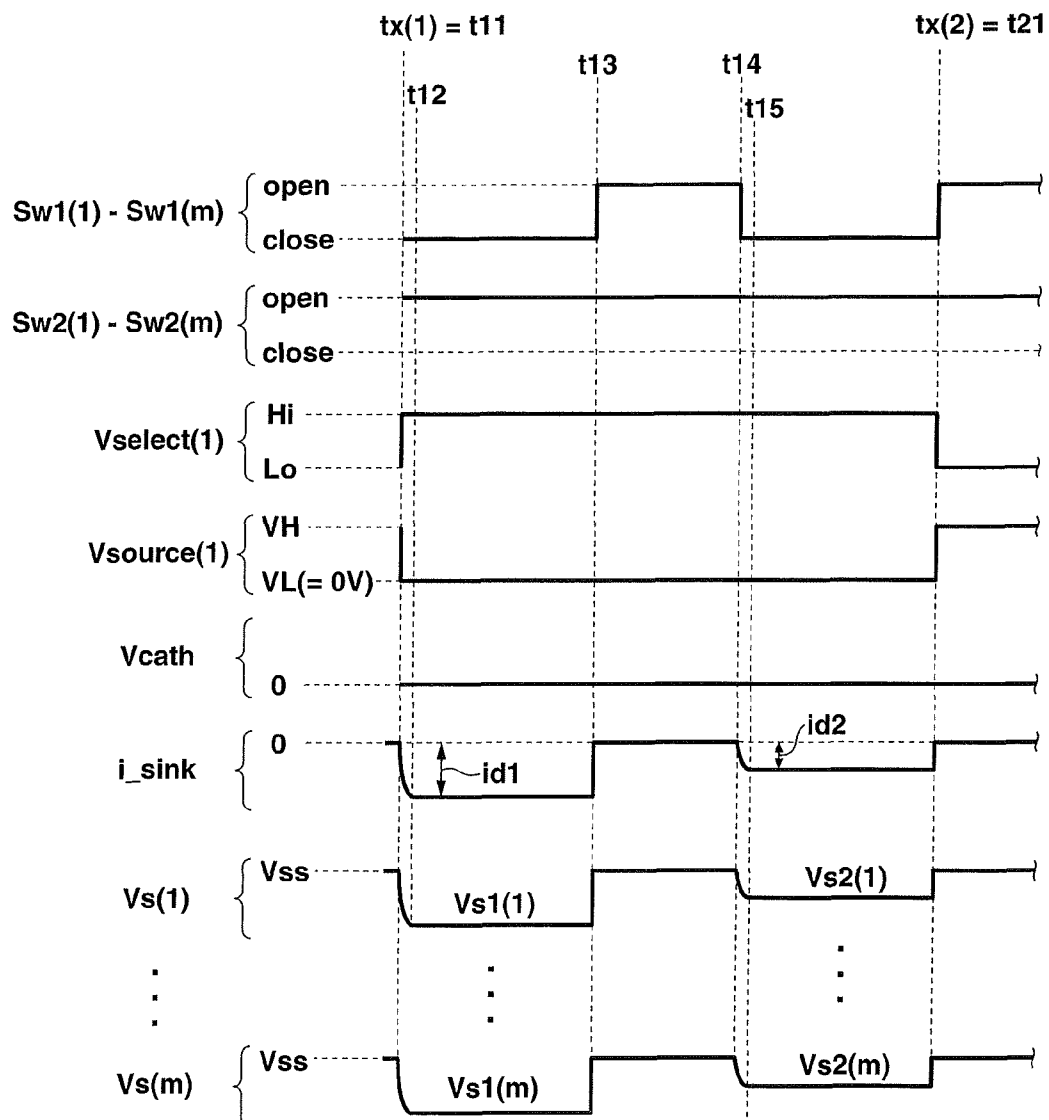 tx(1) = t11
tx(2) = t21
t13
t14
t12
t15
Sw1(1) - Sw1(m)
open
close
Sw2(1) - Sw2(m)
open
close
Vselect(1)
Hi
Lo
Vsource(1)
VH
VL(= 0V)
Vcath
0
i_sink
0
id1
id2
Vs(1)
Vss
Vs1(1)
Vs2(1)
Vs(m)
Vss
Vs1(m)
Vs2(m)